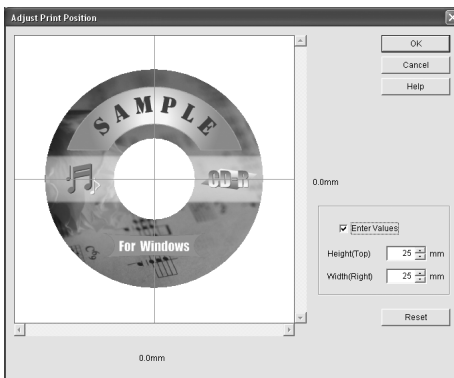 Adjust Print Position
OK
Cancel
Help
SAMPLE
CD-R
For Windows
0.0mm
Enter Values
Height(Top) 25 mm
Width(Right) 25 mm
Reset
0.0mm